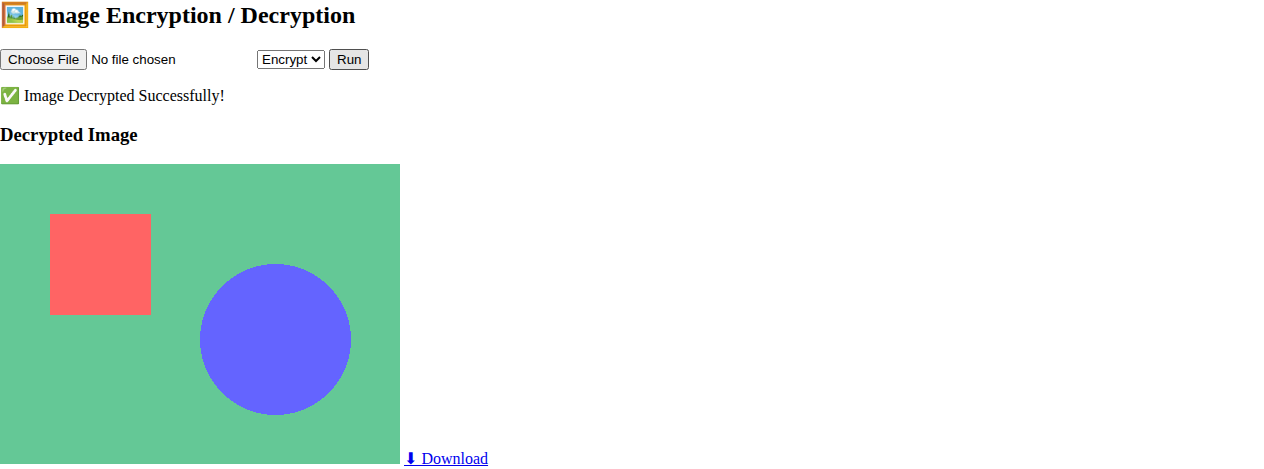 🖼️ Image Encryption / Decryption
Choose File No file chosen Encrypt Run
✅ Image Decrypted Successfully!
Decrypted Image
⬇ Download